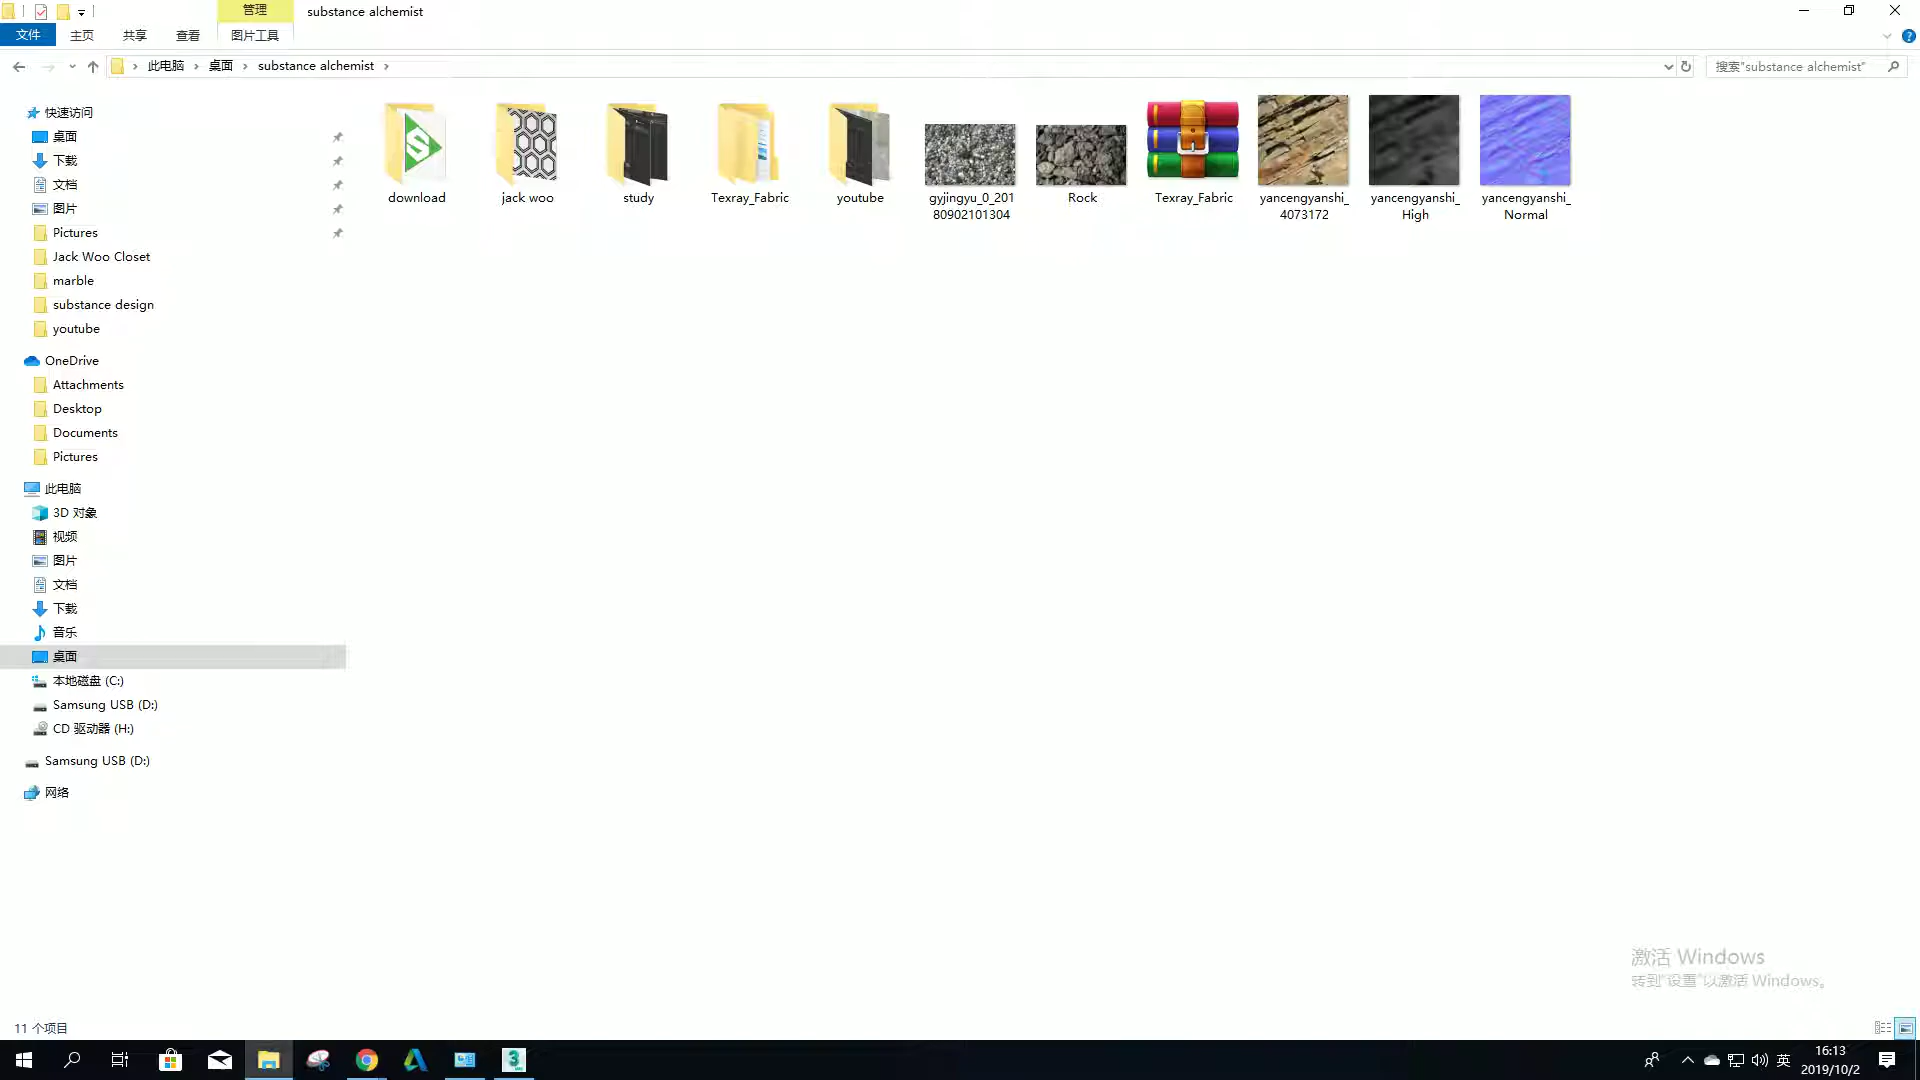 管理
substance alchemist
文件
主页
共享
查看
图片工具
此电脑
桌面
substance alchemist
搜索"substance alchemist"
快速访问
桌面
下载
文档
图片
Pictures
Jack Woo Closet
marble
substance design
youtube
OneDrive
Attachments
Desktop
Documents
Pictures
此电脑
3D 对象
视频
图片
文档
下载
音乐
桌面
本地磁盘 (C:)
Samsung USB (D:)
CD 驱动器 (H:)
Samsung USB (D:)
网络
download
jack woo
study
Texray_Fabric
youtube
gyjingyu_0_201
80902101304
Rock
Texray_Fabric
yancengyanshi_
4073172
yancengyanshi_
High
yancengyanshi_
Normal
激活 Windows
转到"设置"以激活 Windows。
11 个项目
英
16:13
2019/10/2